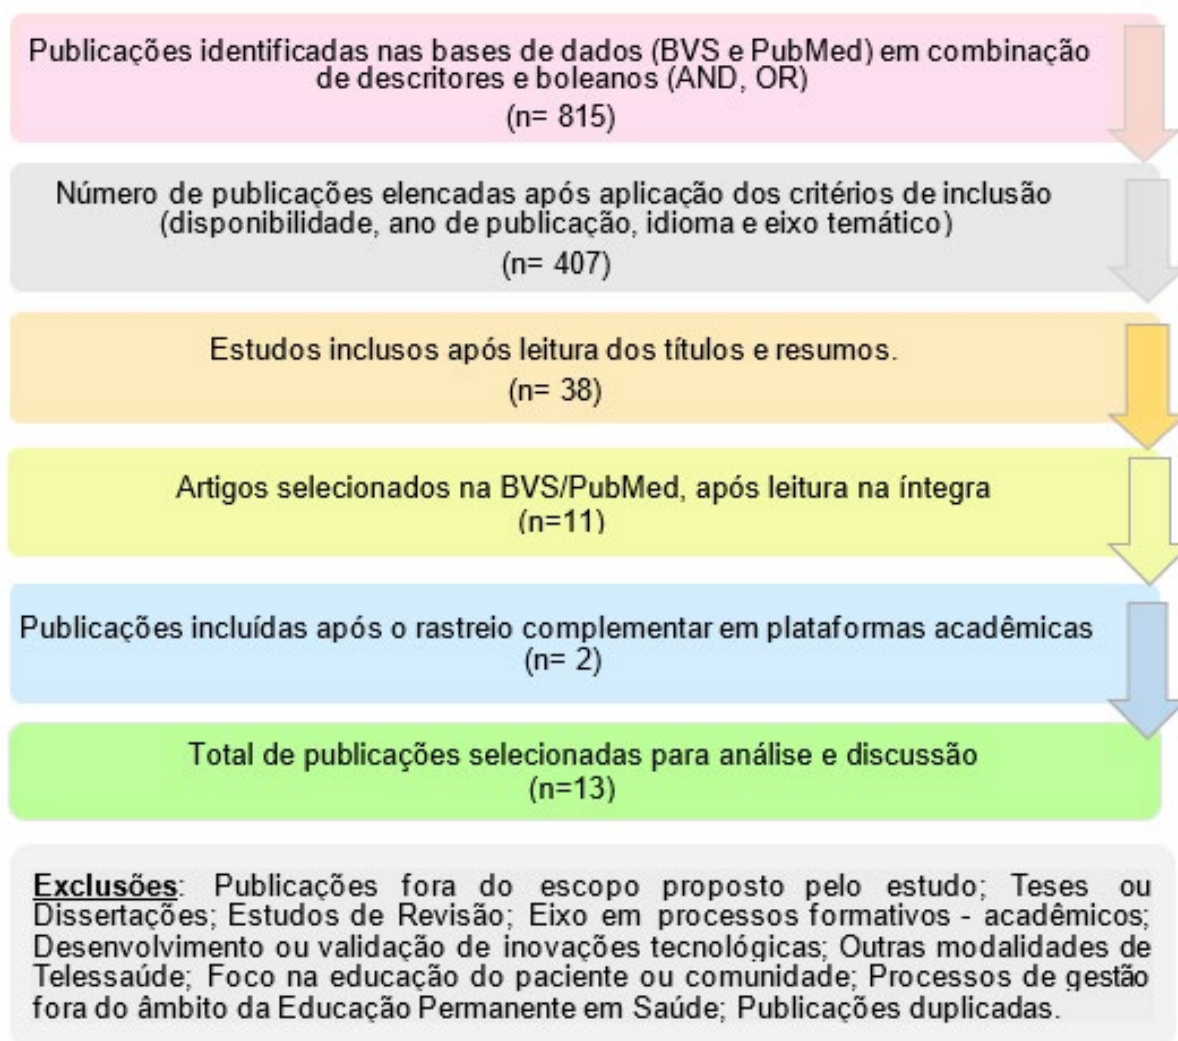 Publicações identificadas nas bases de dados (BVS e PubMed) em combinação
de descritores e boleanos (AND, OR)
(n= 815)
Número de publicações elencadas após aplicação dos critérios de inclusão
(disponibilidade, ano de publicação, idioma e eixo temático)
(n= 407)
Estudos inclusos após leitura dos títulos e resumos.
(n= 38)
Artigos selecionados na BVS/PubMed, após leitura na íntegra
(n=11)
Publicações incluídas após o rastreio complementar em plataformas acadêmicas
(n= 2)
Total de publicações selecionadas para análise e discussão
(n=13)
Exclusões: Publicações fora do escopo proposto pelo estudo; Teses ou
Dissertações; Estudos de Revisão; Eixo em processos formativos - acadêmicos;
Desenvolvimento ou validação de inovações tecnológicas; Outras modalidades de
Telessaúde; Foco na educação do paciente ou comunidade; Processos de gestão
fora do âmbito da Educação Permanente em Saúde; Publicações duplicadas.